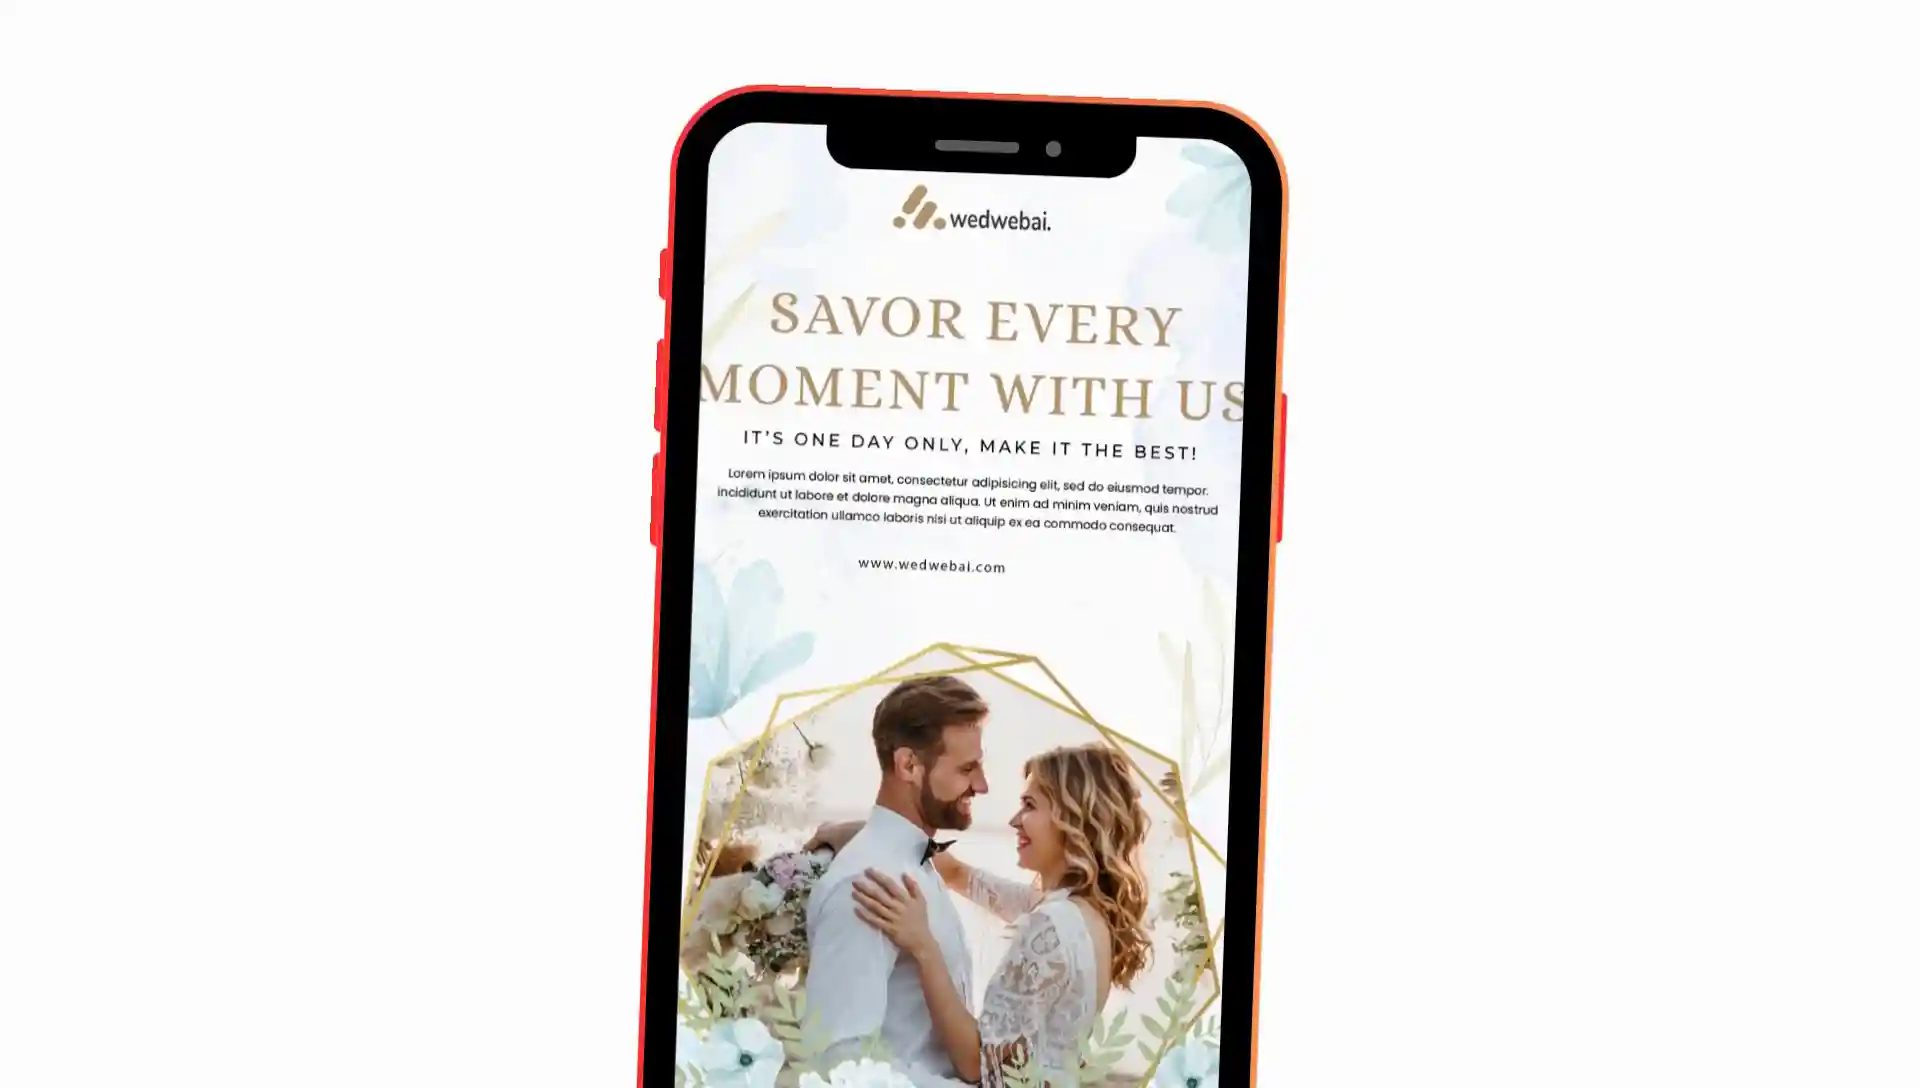 wedwebai.
SAVOR EVERY
MOMENT WITH US
IT'S ONE DAY ONLY, MAKE IT THE BEST!
Lorem ipsum dolor sit amet, consectetur adipisicing elit, sed do eiusmod tempor.
incididunt ut labore et dolore magna aliqua. Ut enim ad minim veniam, quis nostrud
exercitation ullamco laboris nisi ut aliquip ex ea commodo consequat.
www.wedwebai.com